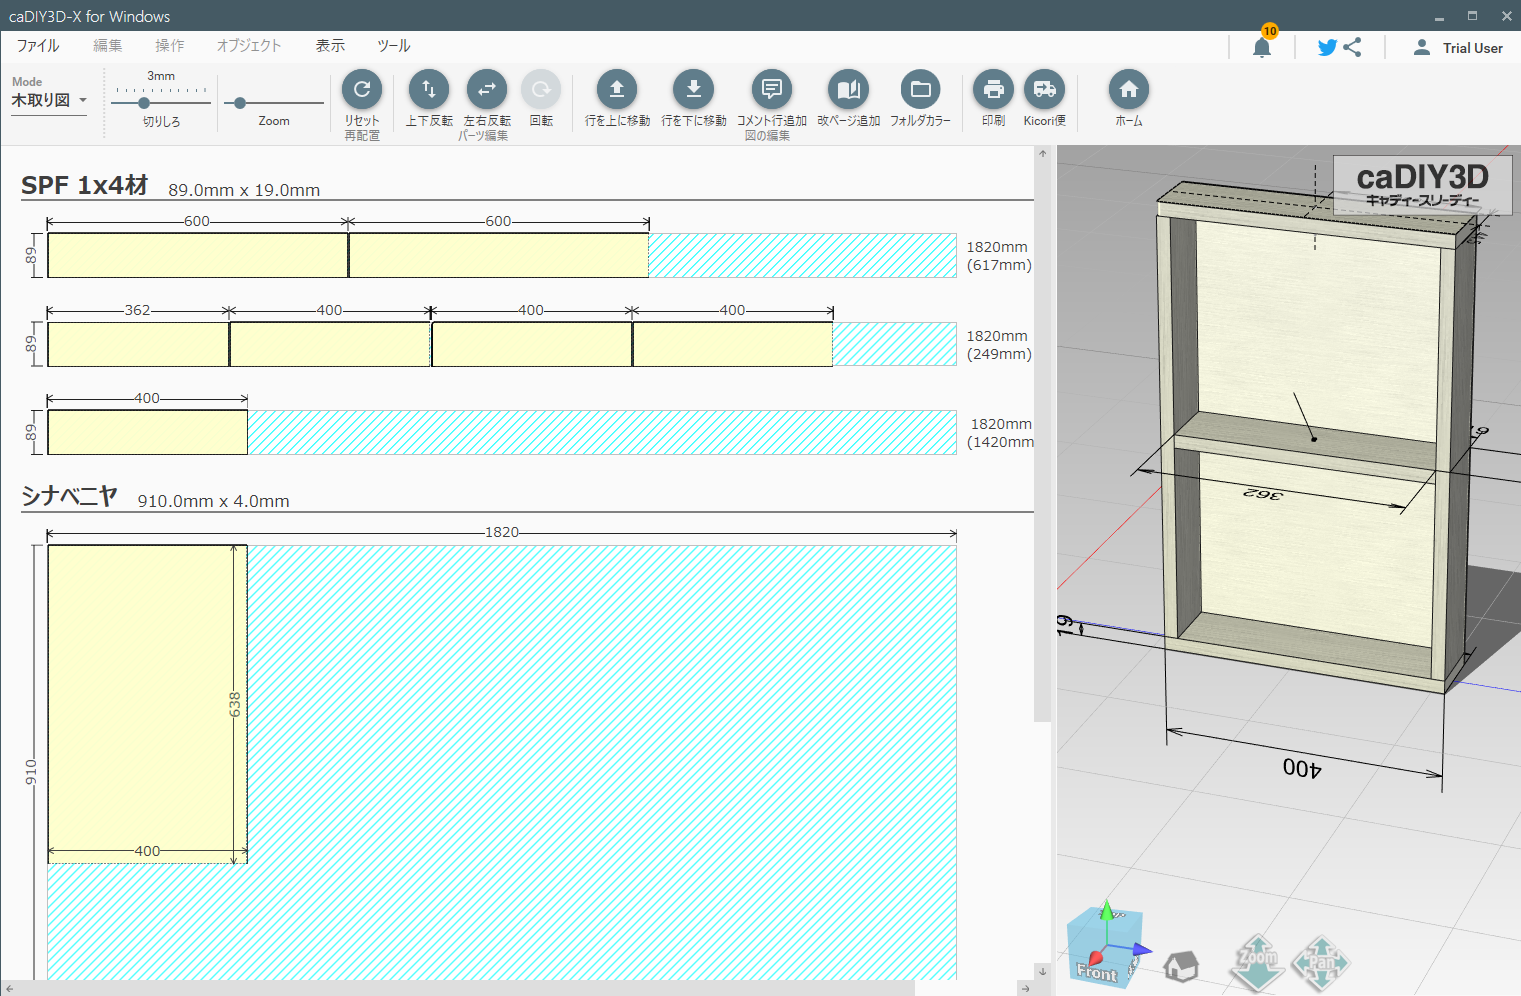 caDIY3D-X for Windows
ファイル 編集 操作 オブジェクト 表示 ツール
10
Trial User
Mode
木取り図
3mm
切りしろ
Zoom
リセット
再配置
上下反転 左右反転 回転
パーツ編集
行を上に移動 行を下に移動 コメント行追加 改ページ追加 フォルダカラー
図の編集
印刷 Kicori便
ホーム
SPF 1x4材 89.0mm x 19.0mm
600 600
89
1820mm
(617mm)
362 400 400 400
89
1820mm
(249mm)
400
89
1820mm
(1420mm
シナベニヤ 910.0mm x 4.0mm
1820
638
910
400
caDIY3D
キャディースリーディー
19
362
19
400
Front
Zoom
Pan